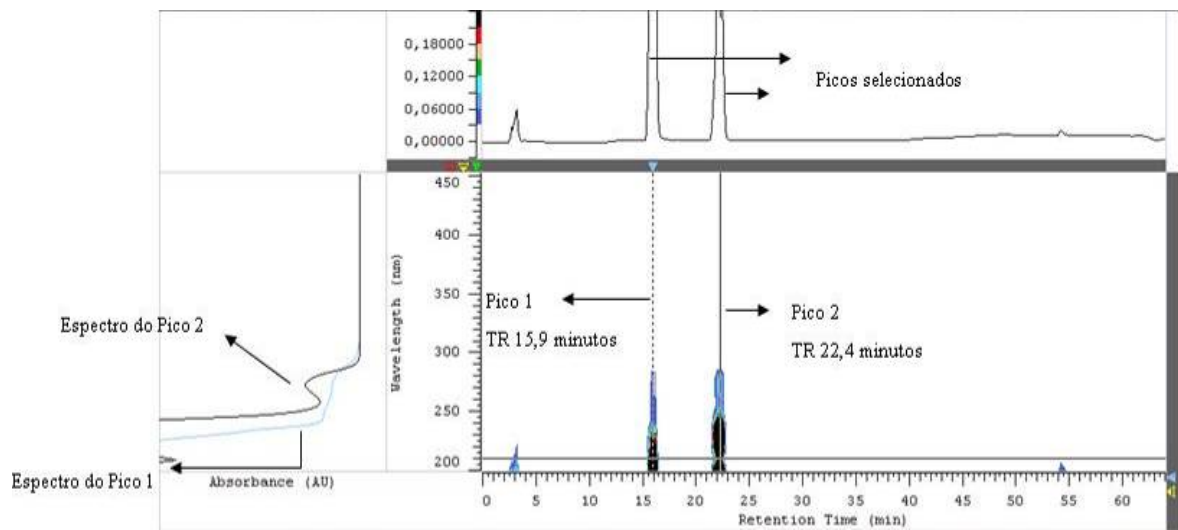 0,18000
0,12000
0,06000
0,00000
Picos selecionados
450
400
350
300
250
200
Wavelength (nm)
Pico 1
TR 15,9 minutos
Pico 2
TR 22,4 minutos
Espectro do Pico 2
Espectro do Pico 1
Absorbance (AU)
0 5 10 15 20 25 30 35 40 45 50 55 60
Retention Time (min)